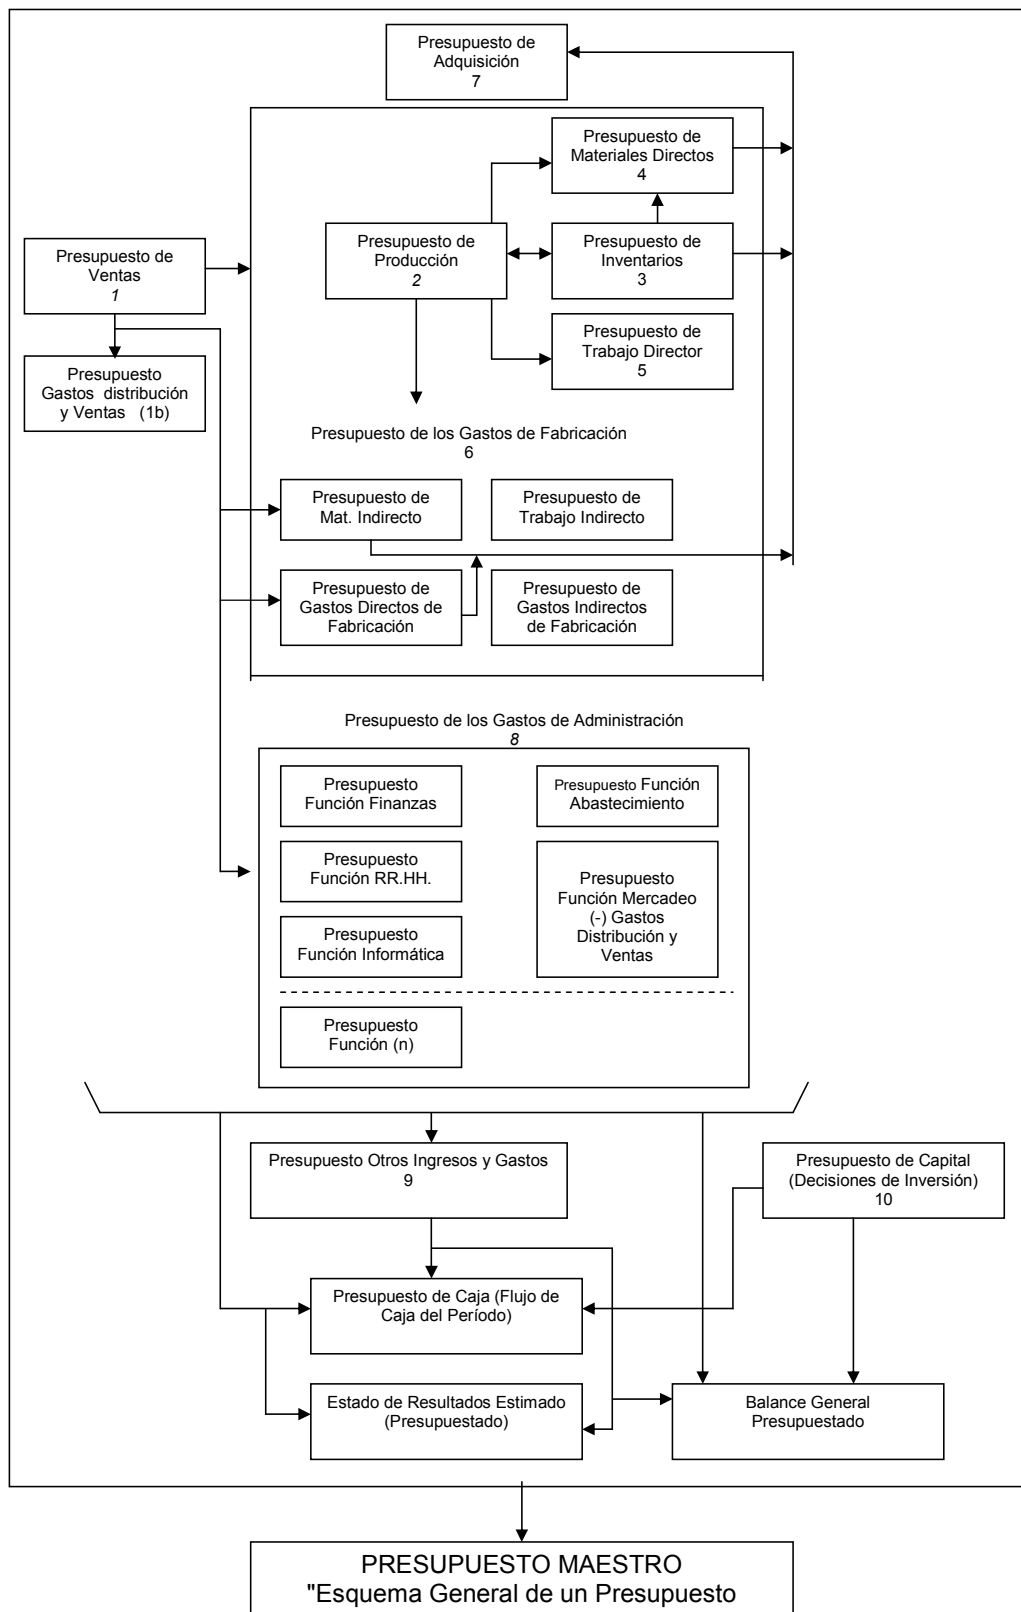 Presupuesto de
Adquisición
7
Presupuesto de
Materiales Directos
4
Presupuesto de
Ventas
1
Presupuesto de
Producción
2
Presupuesto de
Inventarios
3
Presupuesto de
Trabajo Director
5
Presupuesto
Gastos distribución
y Ventas (1b)
Presupuesto de los Gastos de Fabricación
6
Presupuesto de
Mat. Indirecto
Presupuesto de
Trabajo Indirecto
Presupuesto de
Gastos Directos de
Fabricación
Presupuesto de
Gastos Indirectos
de Fabricación
Presupuesto de los Gastos de Administración
8
Presupuesto
Función Finanzas
Presupuesto Función
Abastecimiento
Presupuesto
Función RR.HH.
Presupuesto
Función Mercadeo
(-) Gastos
Distribución y
Ventas
Presupuesto
Función Informática
Presupuesto
Función (n)
Presupuesto Otros Ingresos y Gastos
9
Presupuesto de Capital
(Decisiones de Inversión)
10
Presupuesto de Caja (Flujo de
Caja del Período)
Estado de Resultados Estimado
(Presupuestado)
Balance General
Presupuestado
PRESUPUESTO MAESTRO
"Esquema General de un Presupuesto